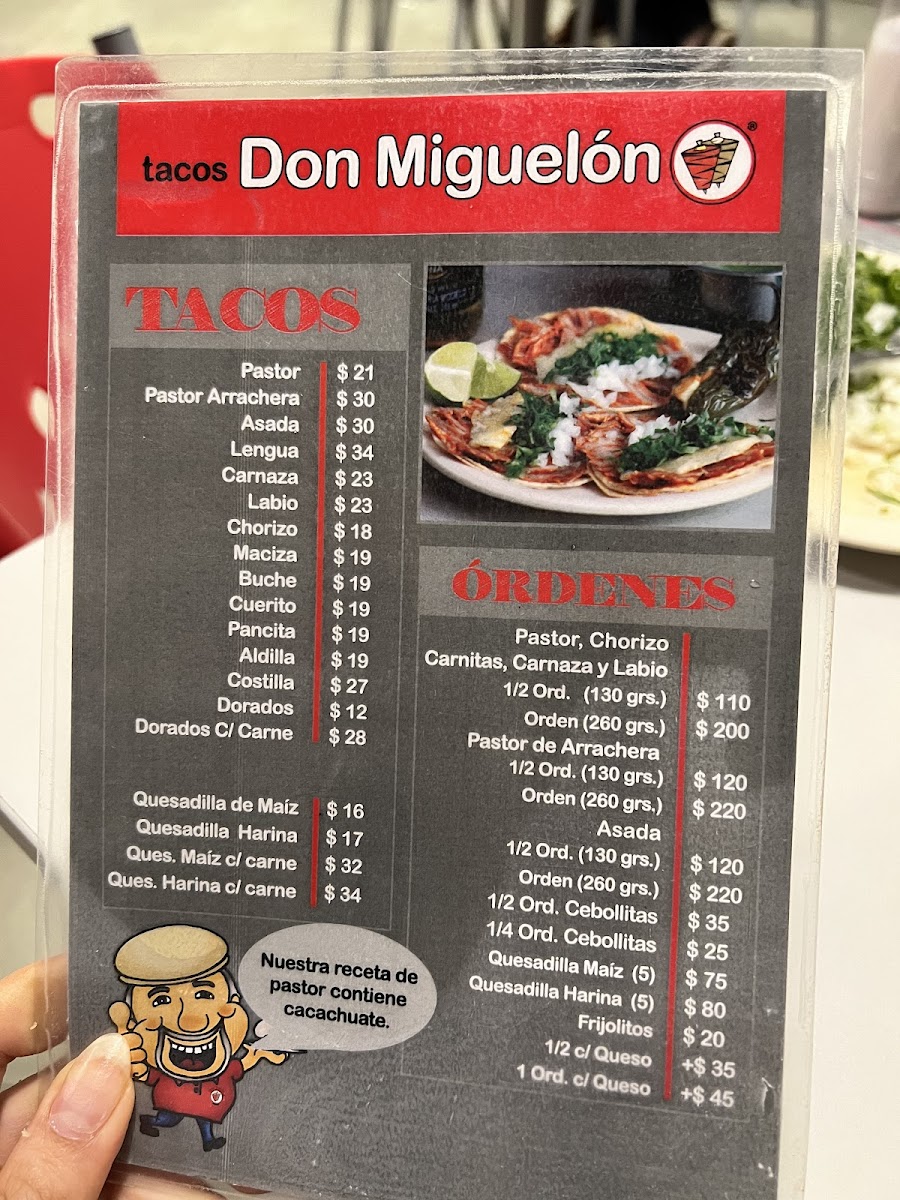 tacos Don Miguelón ®
TACOS
Pastor $ 21
Pastor Arrachera $ 30
Asada $ 30
Lengua $ 34
Carnaza $ 23
Labio $ 23
Chorizo $ 18
Maciza $ 19
Buche $ 19
Cuerito $ 19
Pancita $ 19
Aldilla $ 19
Costilla $ 27
Dorados $ 12
Dorados C/ Carne $ 28
Quesadilla de Maíz $ 16
Quesadilla Harina $ 17
Ques. Maíz c/ carne $ 32
Ques. Harina c/ carne $ 34
Nuestra receta de
pastor contiene
cacachuate.
ÓRDENES
Pastor, Chorizo
Carnitas, Carnaza y Labio
1/2 Ord. (130 grs.) $ 110
Orden (260 grs.) $ 200
Pastor de Arrachera
1/2 Ord. (130 grs.) $ 120
Orden (260 grs.) $ 220
Asada
1/2 Ord. (130 grs.) $ 120
Orden (260 grs.) $ 220
1/2 Ord. Cebollitas $ 35
1/4 Ord. Cebollitas $ 25
Quesadilla Maíz (5) $ 75
Quesadilla Harina (5) $ 80
Frijolitos $ 20
1/2 c/ Queso +$ 35
1 Ord. c/ Queso +$ 45